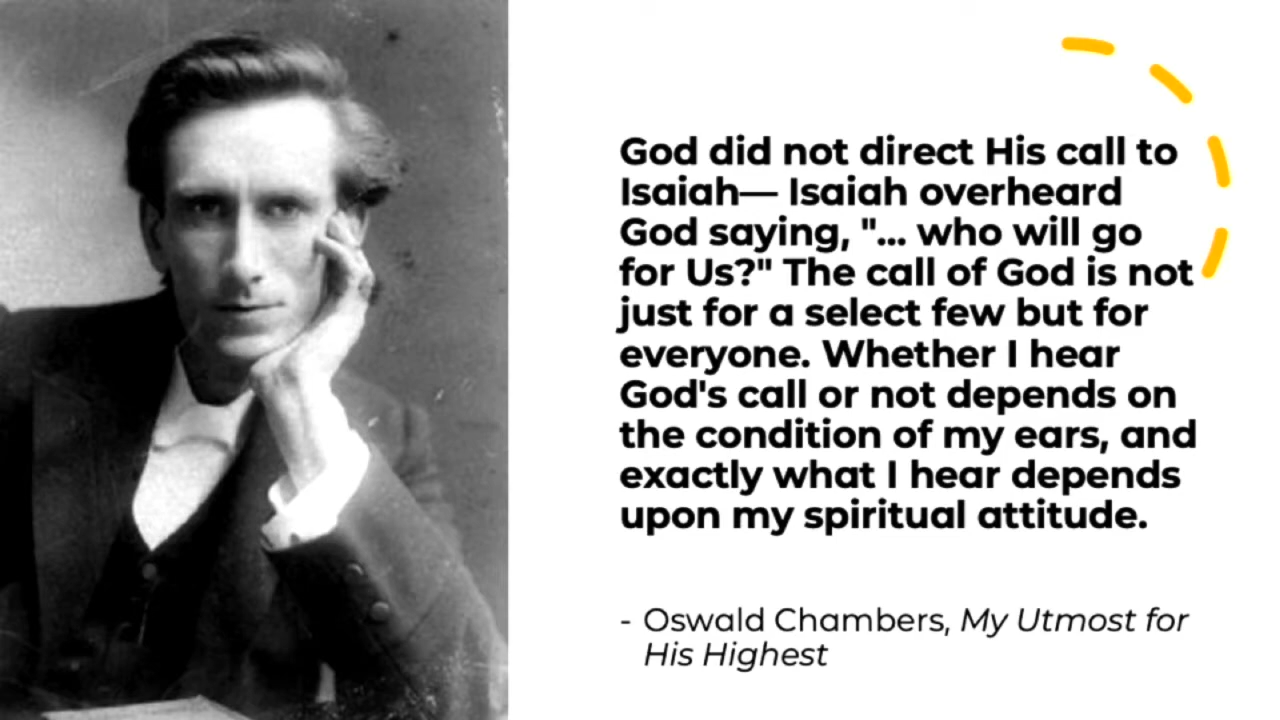 God did not direct His call to
Isaiah— Isaiah overheard
God saying, "... who will go
for Us?" The call of God is not
just for a select few but for
everyone. Whether I hear
God's call or not depends on
the condition of my ears, and
exactly what I hear depends
upon my spiritual attitude.
- Oswald Chambers, My Utmost for
His Highest